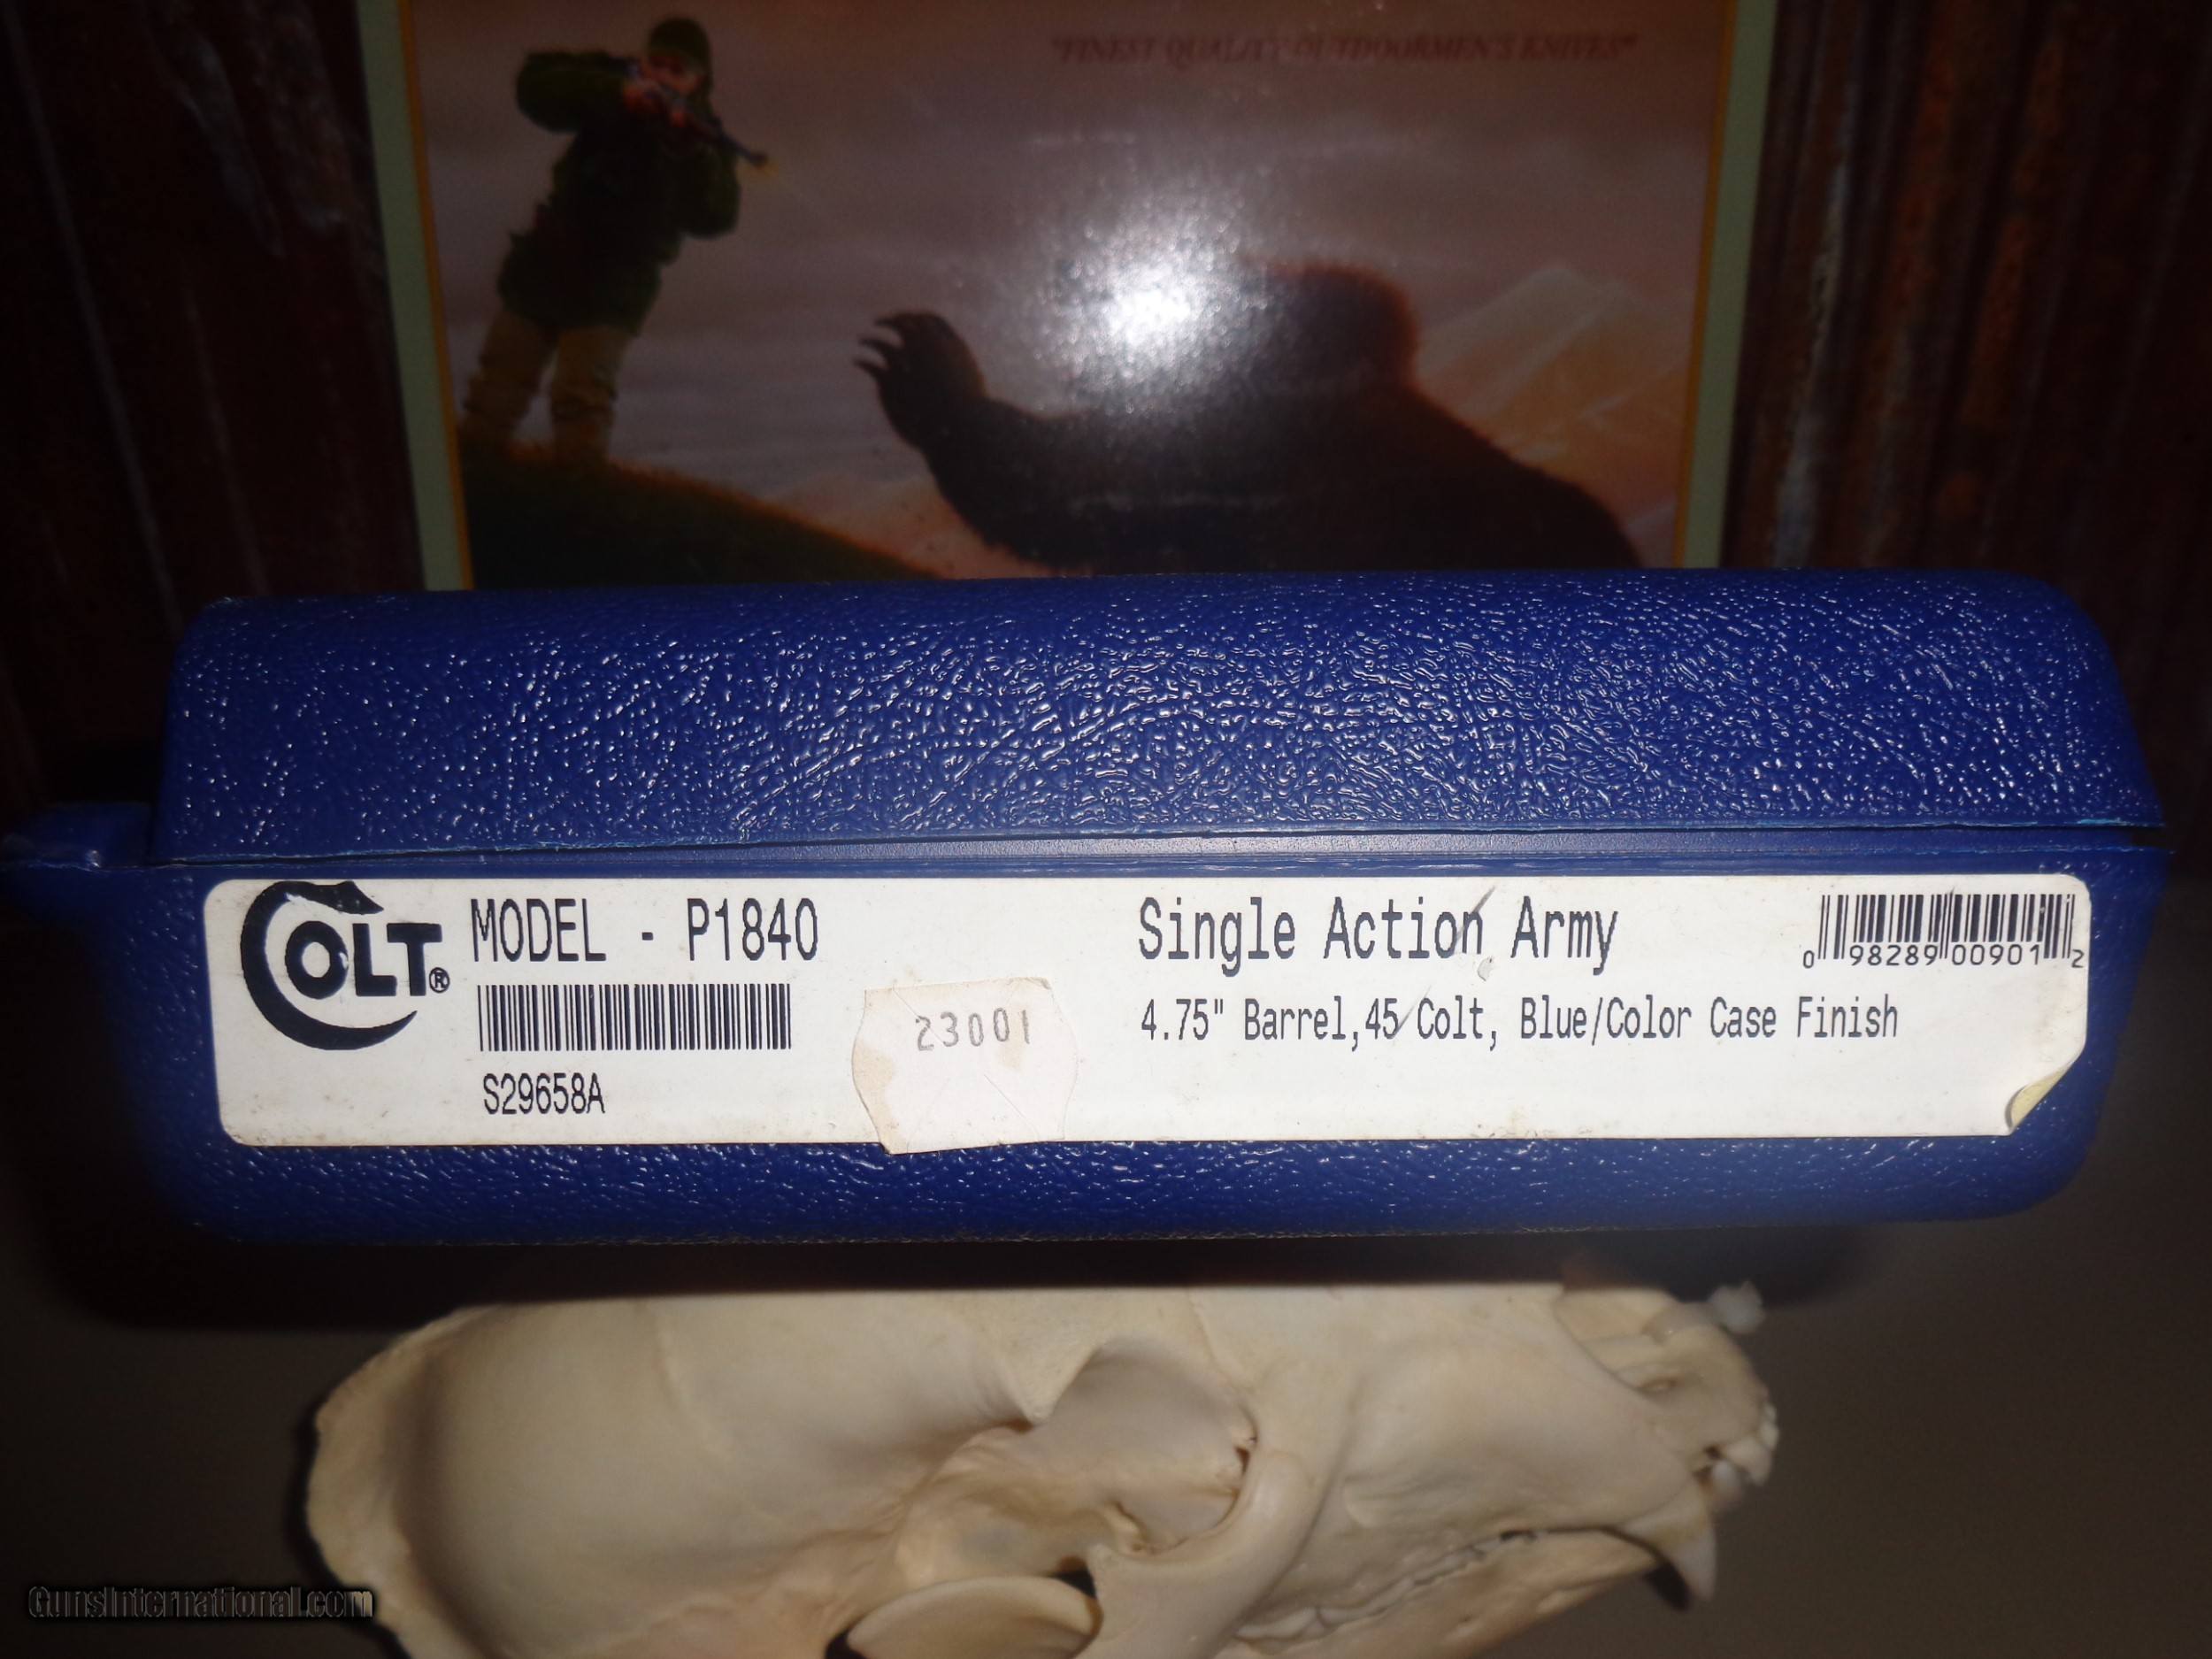 "FINEST QUALITY OUTDOORMEN'S KNIVES"
COLT®
MODEL - P1840
S29658A
23001
Single Action Army
4.75" Barrel,45 Colt, Blue/Color Case Finish
0 98289 00901 2
GunsInternational.com